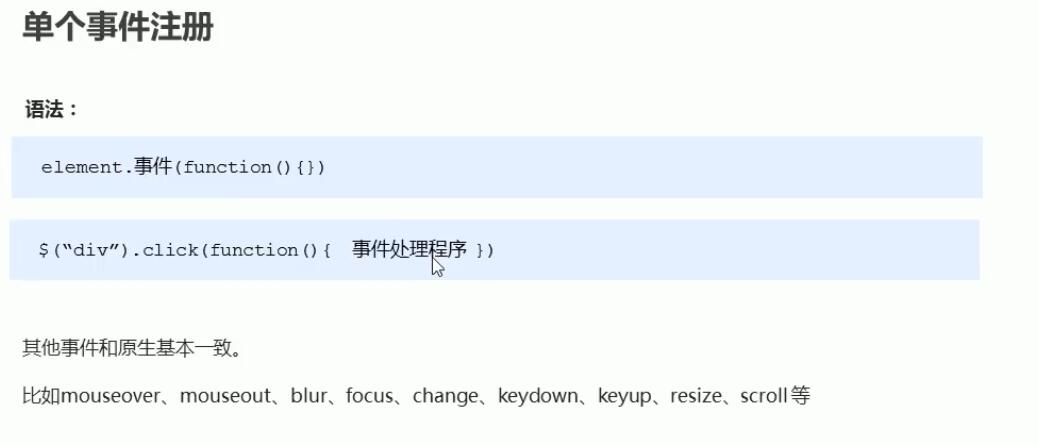 单个事件注册
语法：
element.事件(function(){})
$(“div”).click(function(){ 事件处理程序 })
其他事件和原生基本一致。
比如mouseover、mouseout、blur、focus、change、keydown、keyup、resize、scroll 等